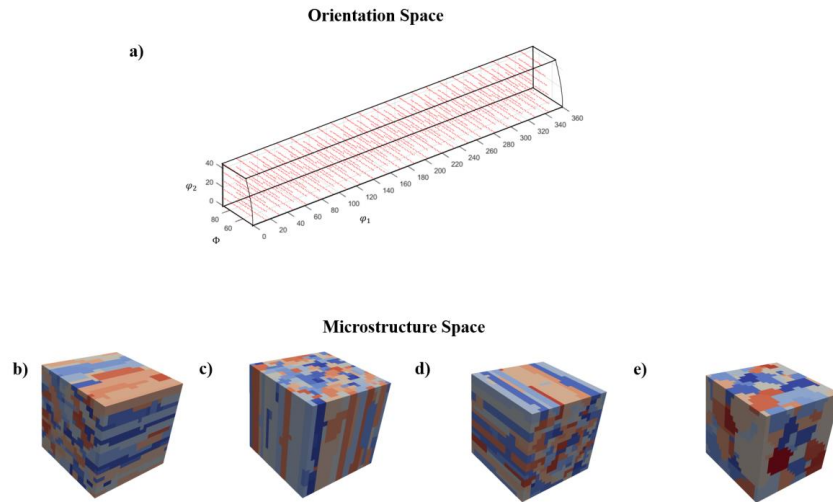 Orientation Space
a)
40
20
0
φ₂
80
60
Φ
0
20
40
60
80
100
120
140
160
180
200
220
240
260
280
300
320
340
360
φ₁
Microstructure Space
b)
c)
d)
e)